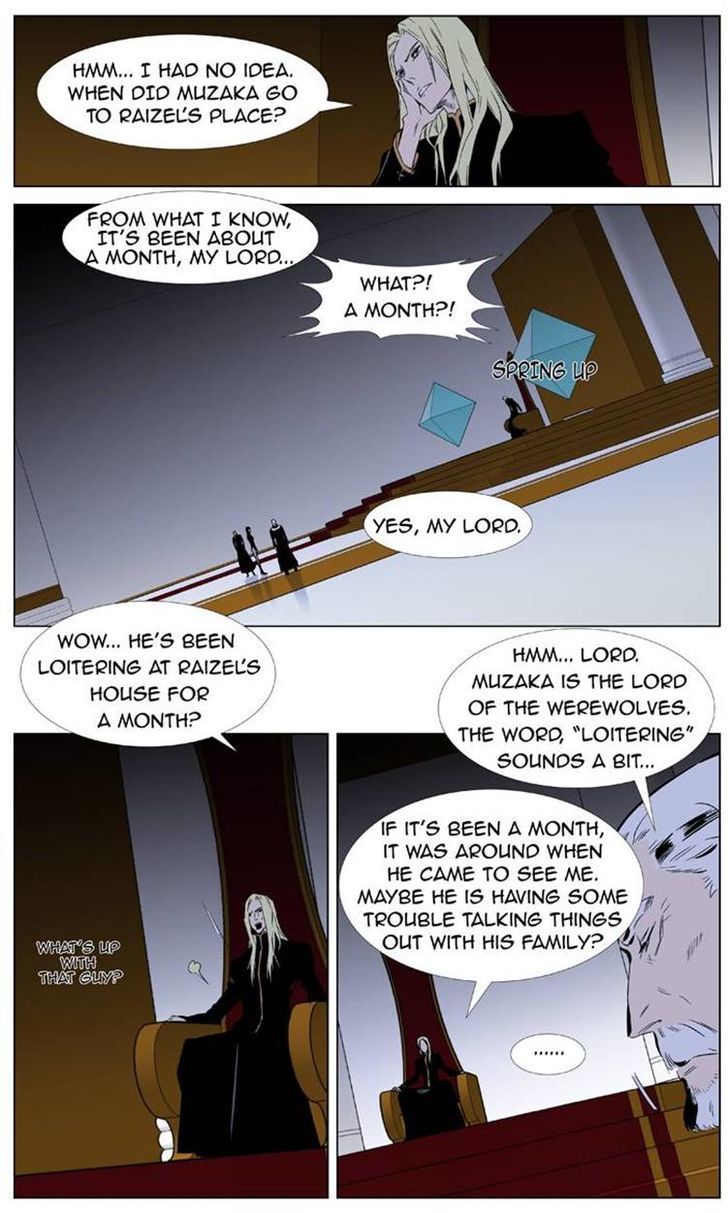 HMM... I HAD NO IDEA.
WHEN DID MUZAKA GO
TO RAIZEL'S PLACE?
FROM WHAT I KNOW,
IT'S BEEN ABOUT
A MONTH, MY LORD...
WHAT?!
A MONTH?!
SPRING UP
YES, MY LORD.
WOW... HE'S BEEN
LOITERING AT RAIZEL'S
HOUSE FOR
A MONTH?
WHAT'S UP
WITH
THAT GUY?
HMM... LORD.
MUZAKA IS THE LORD
OF THE WEREWOLVES.
THE WORD, "LOITERING"
SOUNDS A BIT...
IF IT'S BEEN A MONTH,
IT WAS AROUND WHEN
HE CAME TO SEE ME.
MAYBE HE IS HAVING SOME
TROUBLE TALKING THINGS
OUT WITH HIS FAMILY?
......